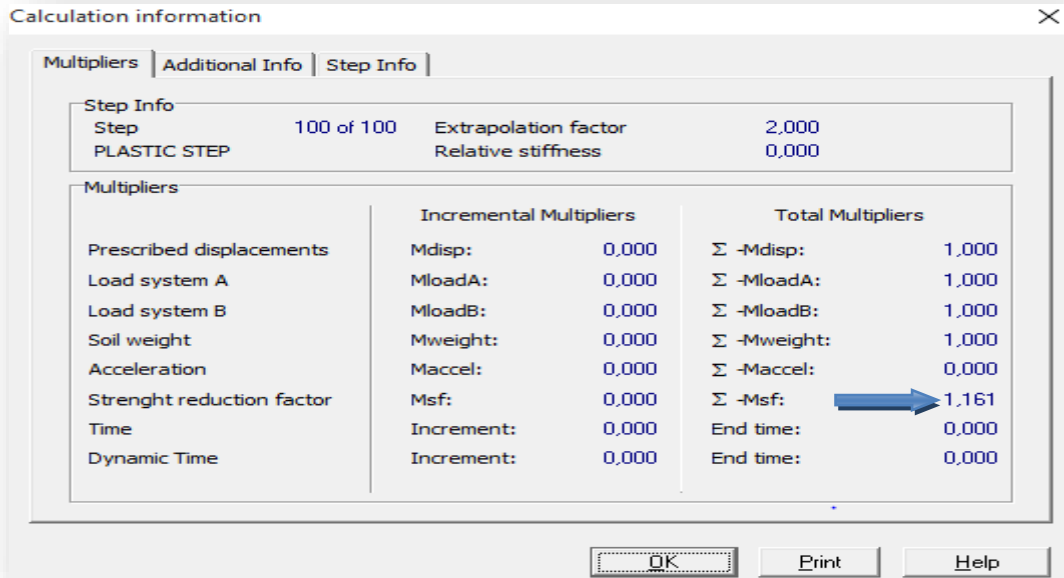 Calculation information
Multipliers Additional Info Step Info
Step Info
Step 100 of 100 Extrapolation factor 2,000
PLASTIC STEP Relative stiffness 0,000
Multipliers
Incremental Multipliers Total Multipliers
Prescribed displacements Mdisp: 0,000 Σ -Mdisp: 1,000
Load system A MloadA: 0,000 Σ -MloadA: 1,000
Load system B MloadB: 0,000 Σ -MloadB: 1,000
Soil weight Mweight: 0,000 Σ -Mweight: 1,000
Acceleration Maccel: 0,000 Σ -Maccel: 0,000
Strenght reduction factor Msf: 0,000 Σ -Msf: 1,161
Time Increment: 0,000 End time: 0,000
Dynamic Time Increment: 0,000 End time: 0,000
OK Print Help